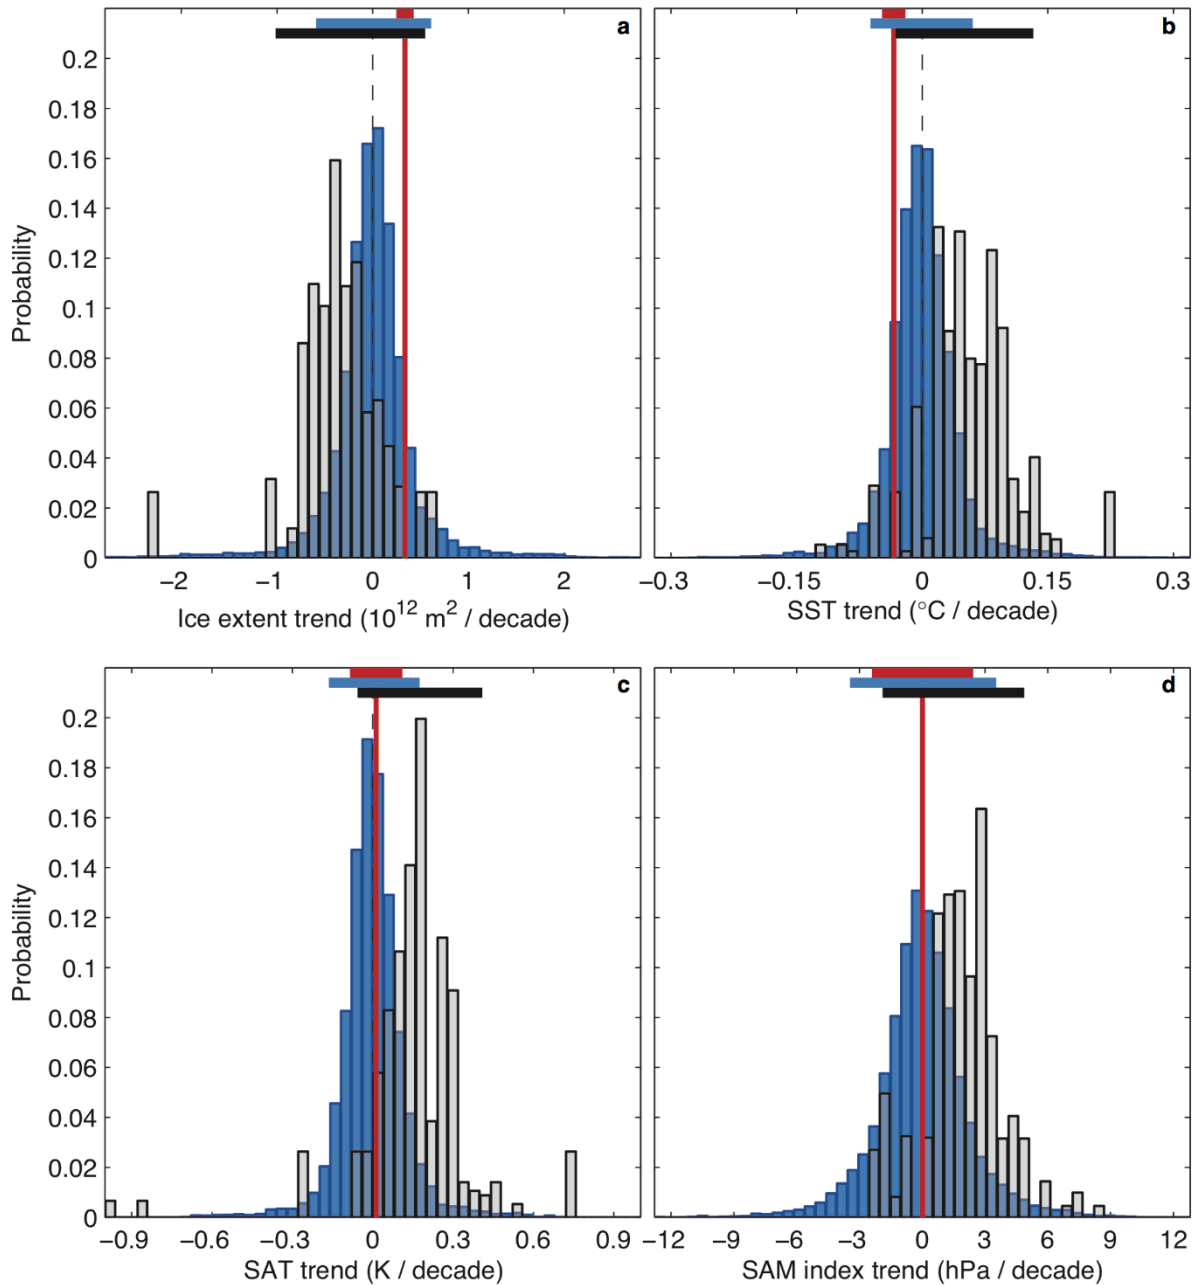 a
0.2
0.18
0.16
0.14
0.12
0.1
0.08
0.06
0.04
0.02
0
Probability
−2 −1 0 1 2
Ice extent trend (10¹² m² / decade)
b
−0.3 −0.15 0 0.15 0.3
SST trend (°C / decade)
c
0.2
0.18
0.16
0.14
0.12
0.1
0.08
0.06
0.04
0.02
0
Probability
−0.9 −0.6 −0.3 0 0.3 0.6 0.9
SAT trend (K / decade)
d
−12 −9 −6 −3 0 3 6 9 12
SAM index trend (hPa / decade)